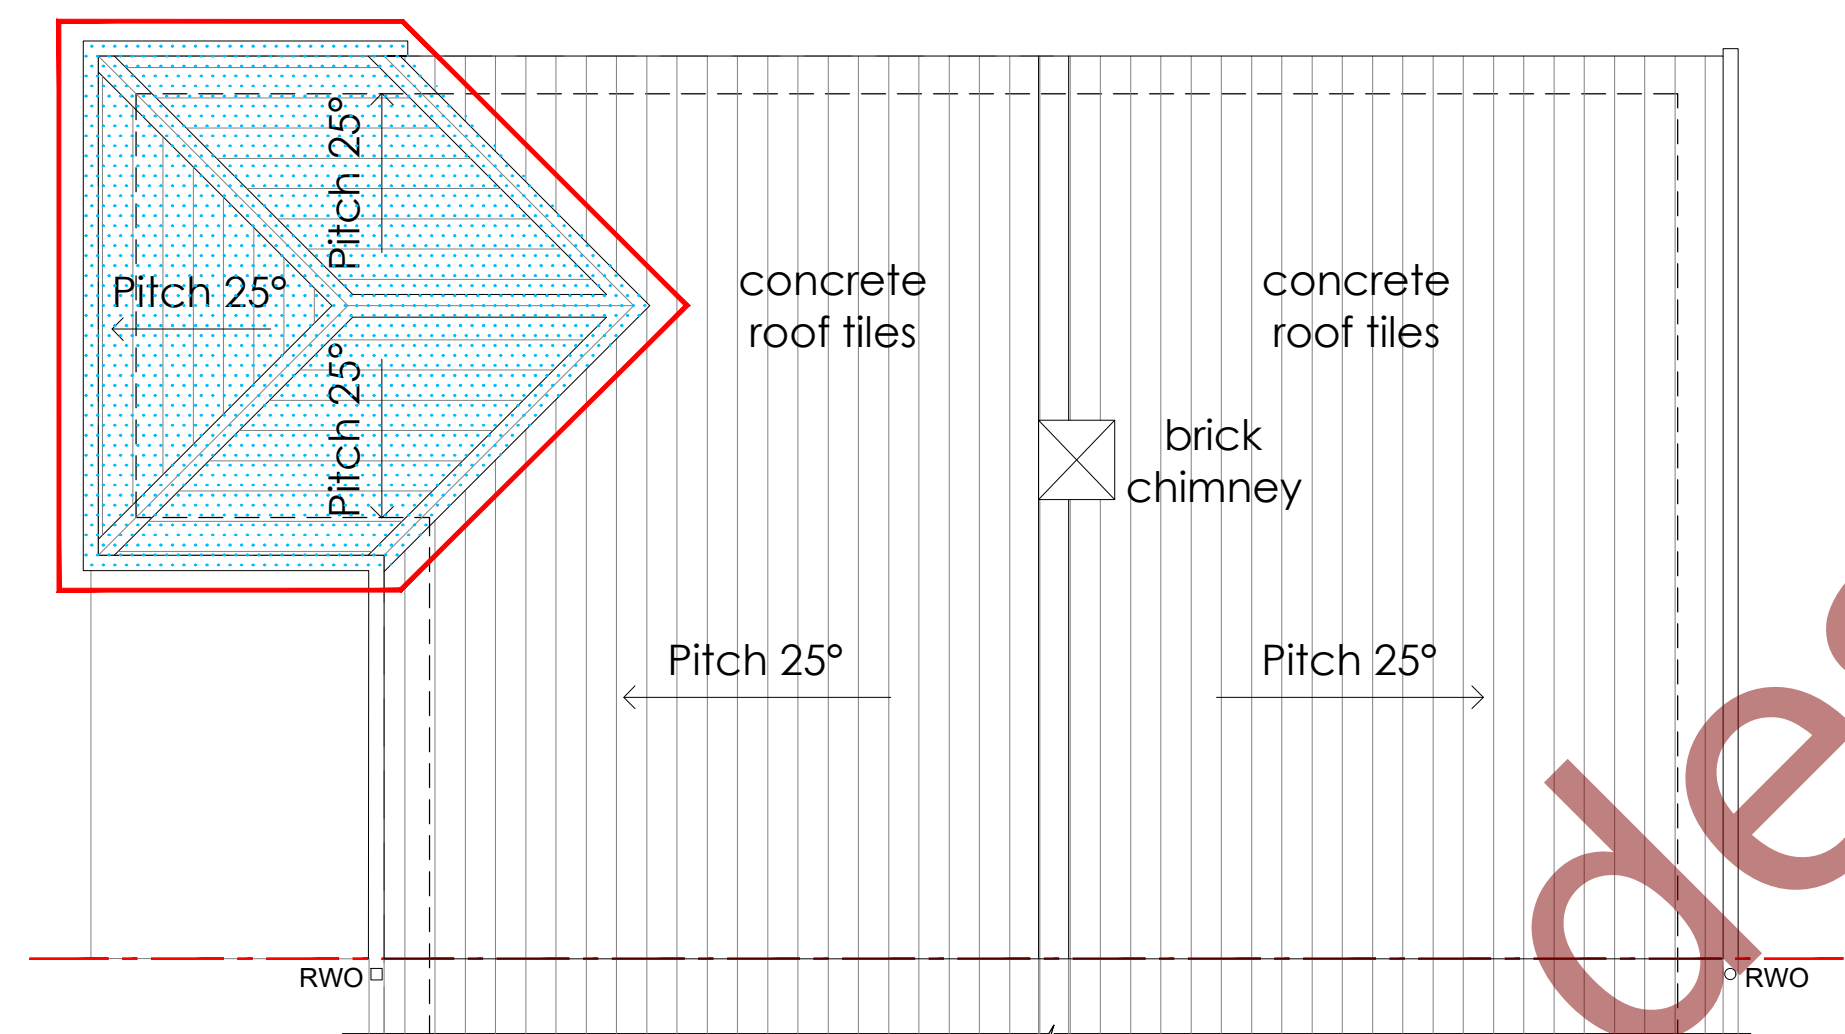 Pitch 25°
Pitch 25°
Pitch 25°
concrete
roof tiles
concrete
roof tiles
brick
chimney
Pitch 25°
Pitch 25°
RWO
RWO
de